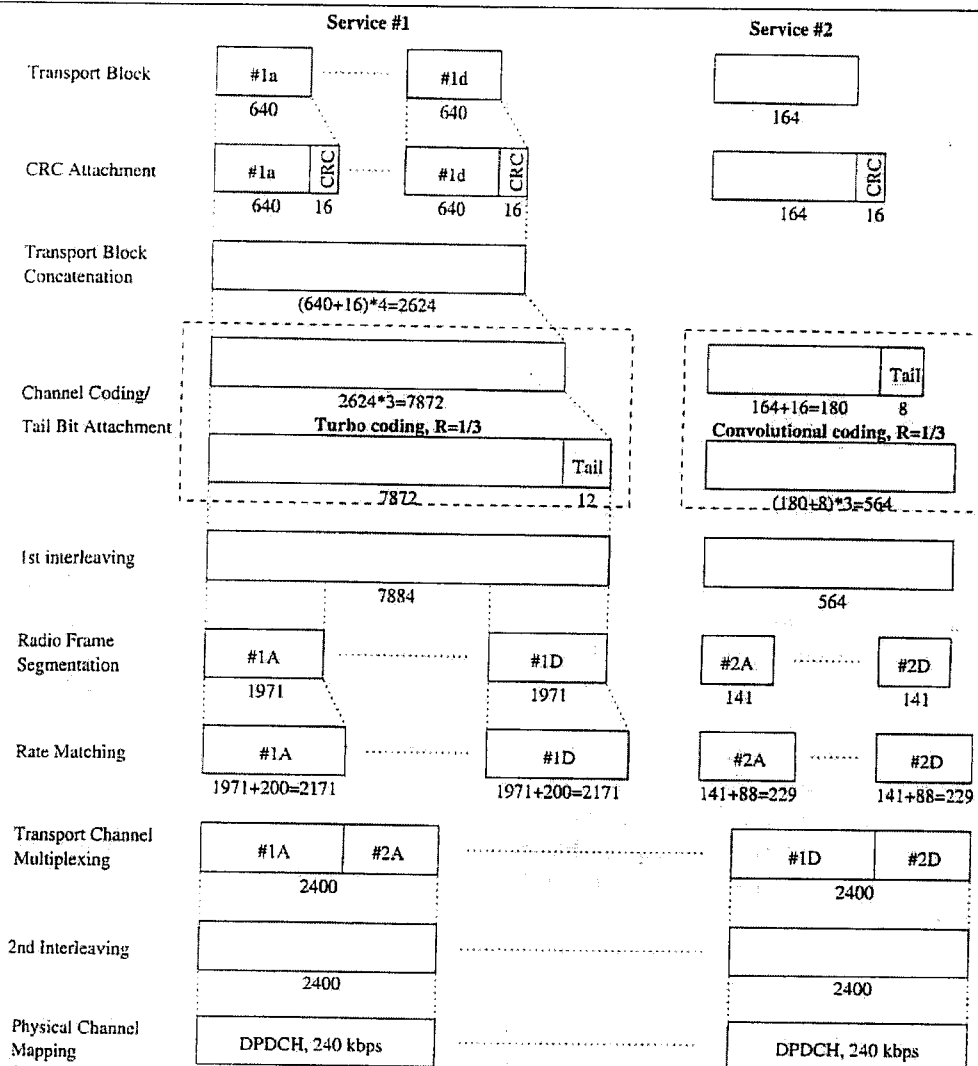 Service #1
Service #2
Transport Block
#1a
#1d
640
640
164
CRC Attachment
#1a
CRC
#1d
CRC
640
16
640
16
164
CRC
16
Transport Block
Concatenation
(640+16)*4=2624
Channel Coding/
Tail Bit Attachment
2624*3=7872
Turbo coding, R=1/3
Tail
7872
12
Tail
164+16=180
8
Convolutional coding, R=1/3
(180+8)*3=564
1st interleaving
7884
564
Radio Frame
Segmentation
#1A
#1D
#2A
#2D
1971
1971
141
141
Rate Matching
#1A
#1D
#2A
#2D
1971+200=2171
1971+200=2171
141+88=229
141+88=229
Transport Channel
Multiplexing
#1A
#2A
#1D
#2D
2400
2400
2nd Interleaving
2400
2400
Physical Channel
Mapping
DPDCH, 240 kbps
DPDCH, 240 kbps